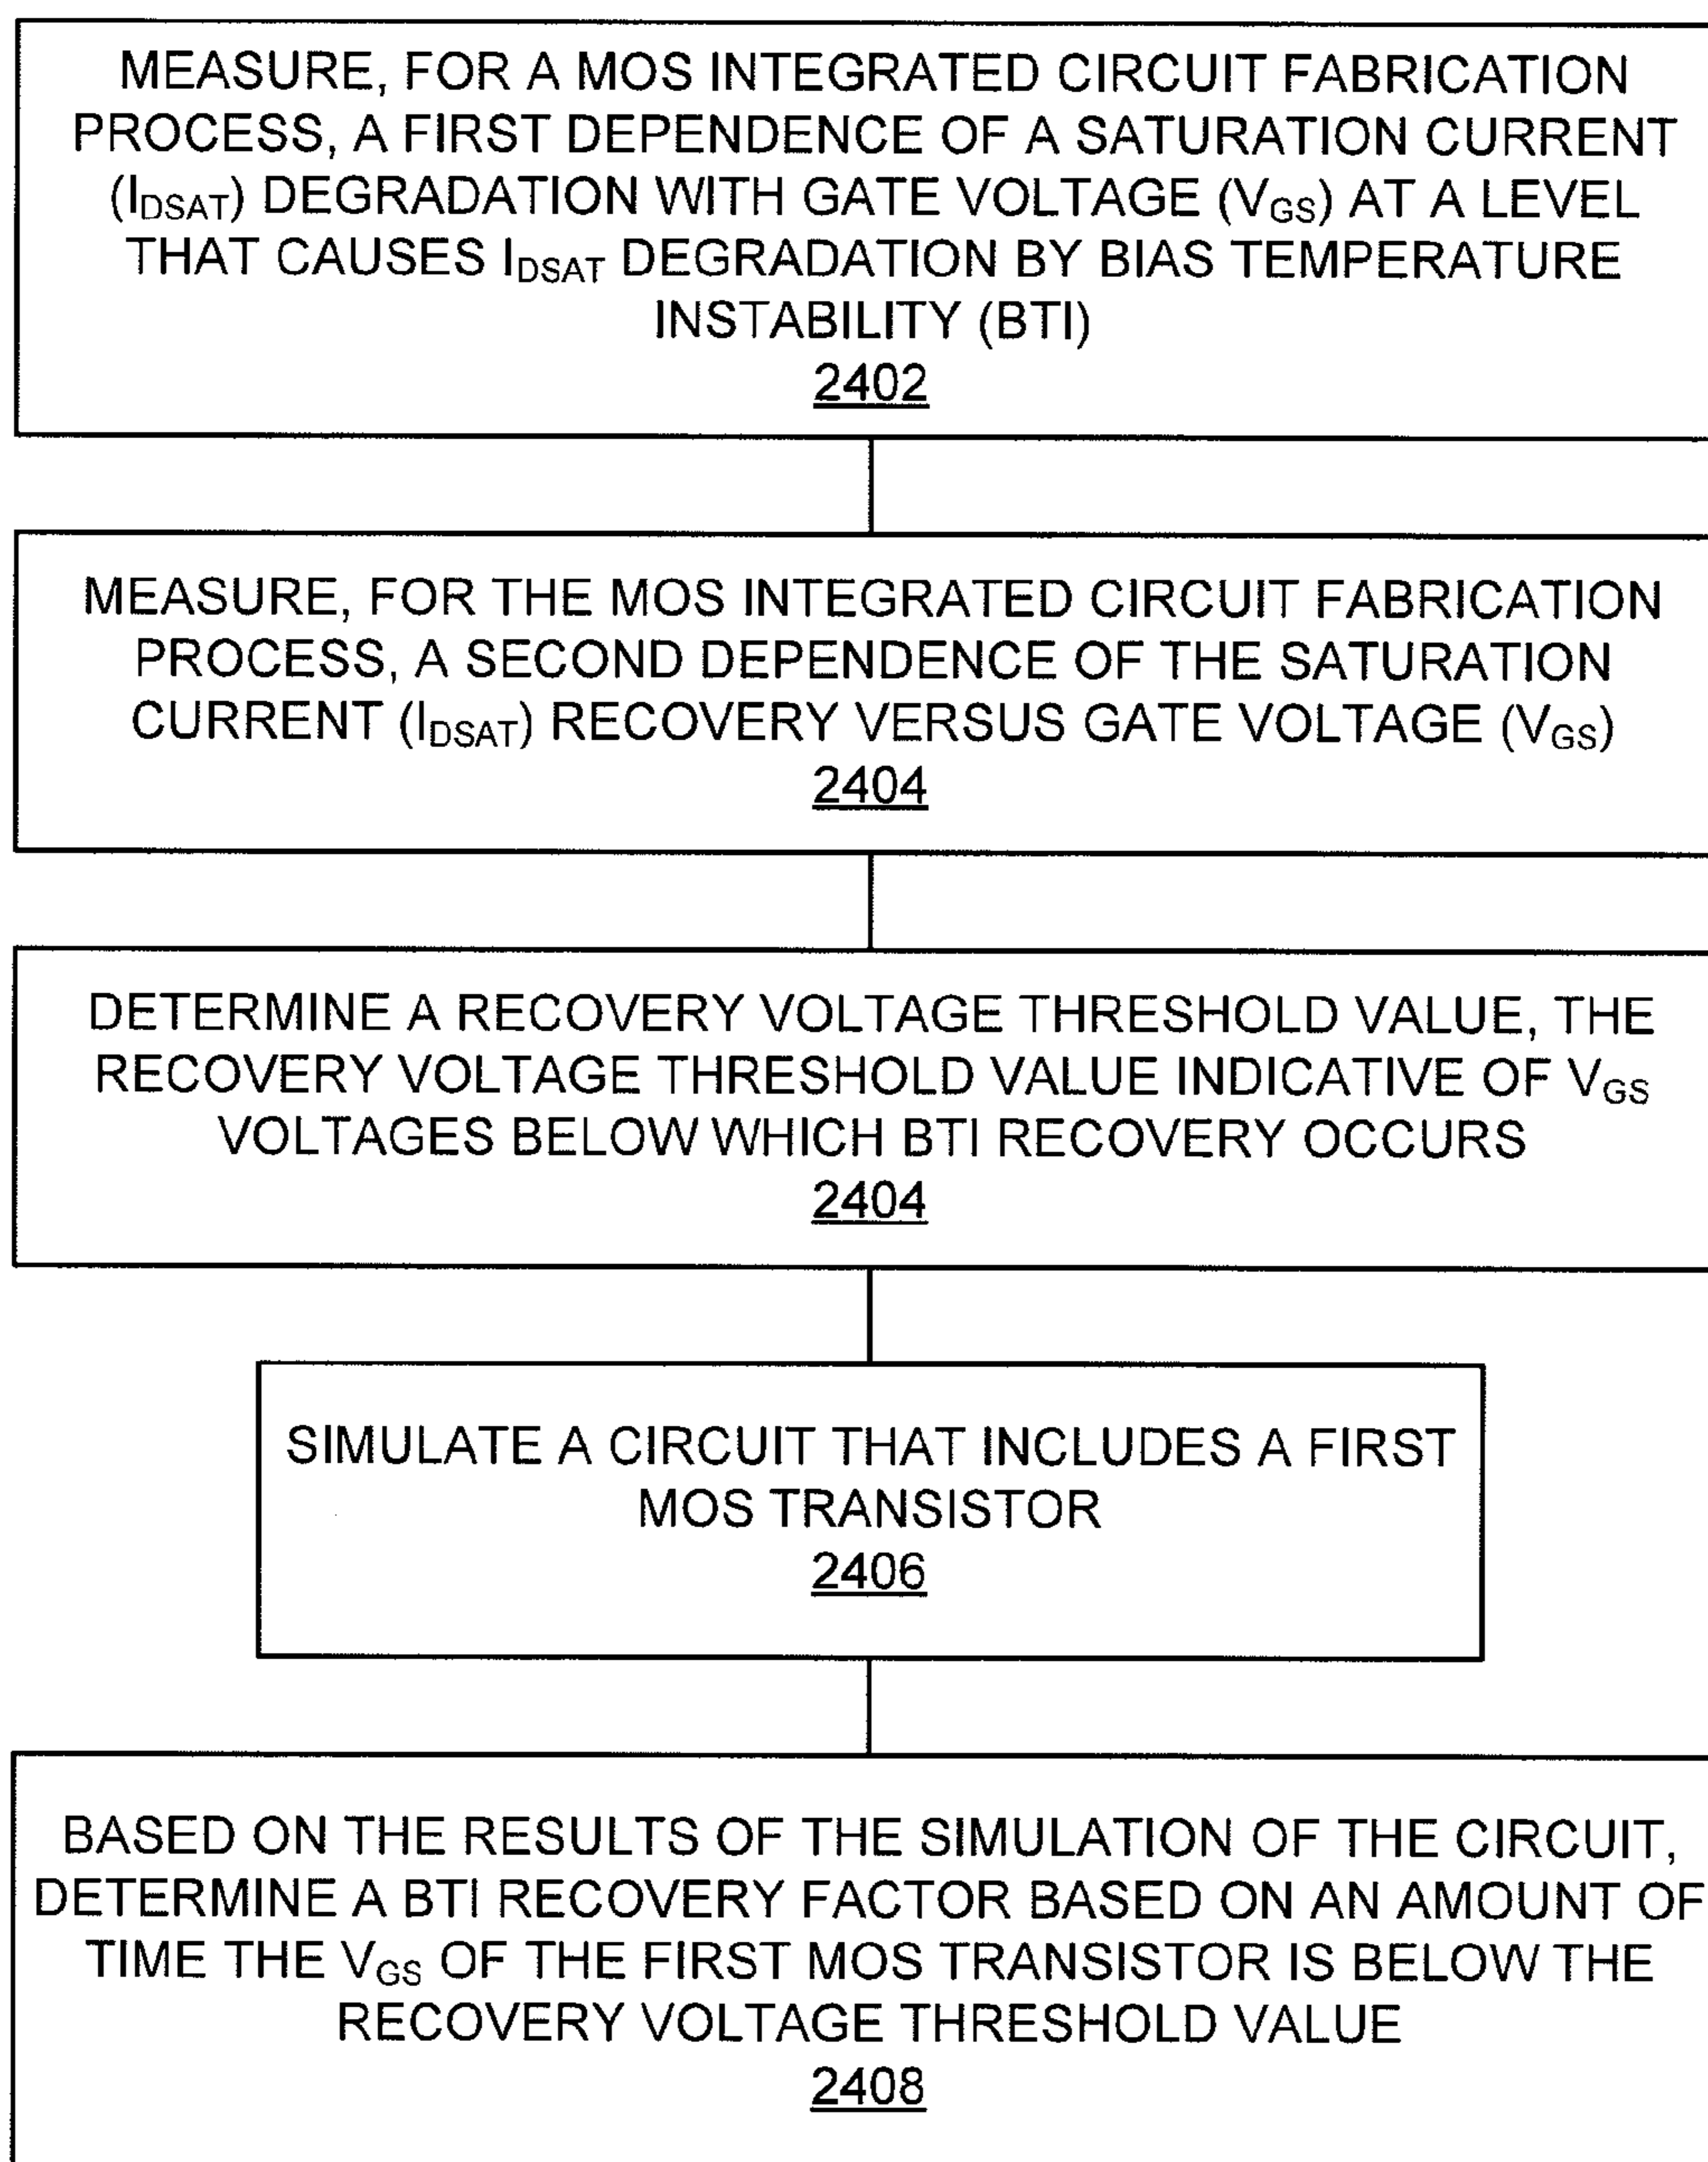 MEASURE, FOR A MOS INTEGRATED CIRCUIT FABRICATION
PROCESS, A FIRST DEPENDENCE OF A SATURATION CURRENT
(IDSAT) DEGRADATION WITH GATE VOLTAGE (VGS) AT A LEVEL
THAT CAUSES IDSAT DEGRADATION BY BIAS TEMPERATURE
INSTABILITY (BTI)
2402
MEASURE, FOR THE MOS INTEGRATED CIRCUIT FABRICATION
PROCESS, A SECOND DEPENDENCE OF THE SATURATION
CURRENT (IDSAT) RECOVERY VERSUS GATE VOLTAGE (VGS)
2404
DETERMINE A RECOVERY VOLTAGE THRESHOLD VALUE, THE
RECOVERY VOLTAGE THRESHOLD VALUE INDICATIVE OF VGS
VOLTAGES BELOW WHICH BTI RECOVERY OCCURS
2404
SIMULATE A CIRCUIT THAT INCLUDES A FIRST
MOS TRANSISTOR
2406
BASED ON THE RESULTS OF THE SIMULATION OF THE CIRCUIT,
DETERMINE A BTI RECOVERY FACTOR BASED ON AN AMOUNT OF
TIME THE VGS OF THE FIRST MOS TRANSISTOR IS BELOW THE
RECOVERY VOLTAGE THRESHOLD VALUE
2408